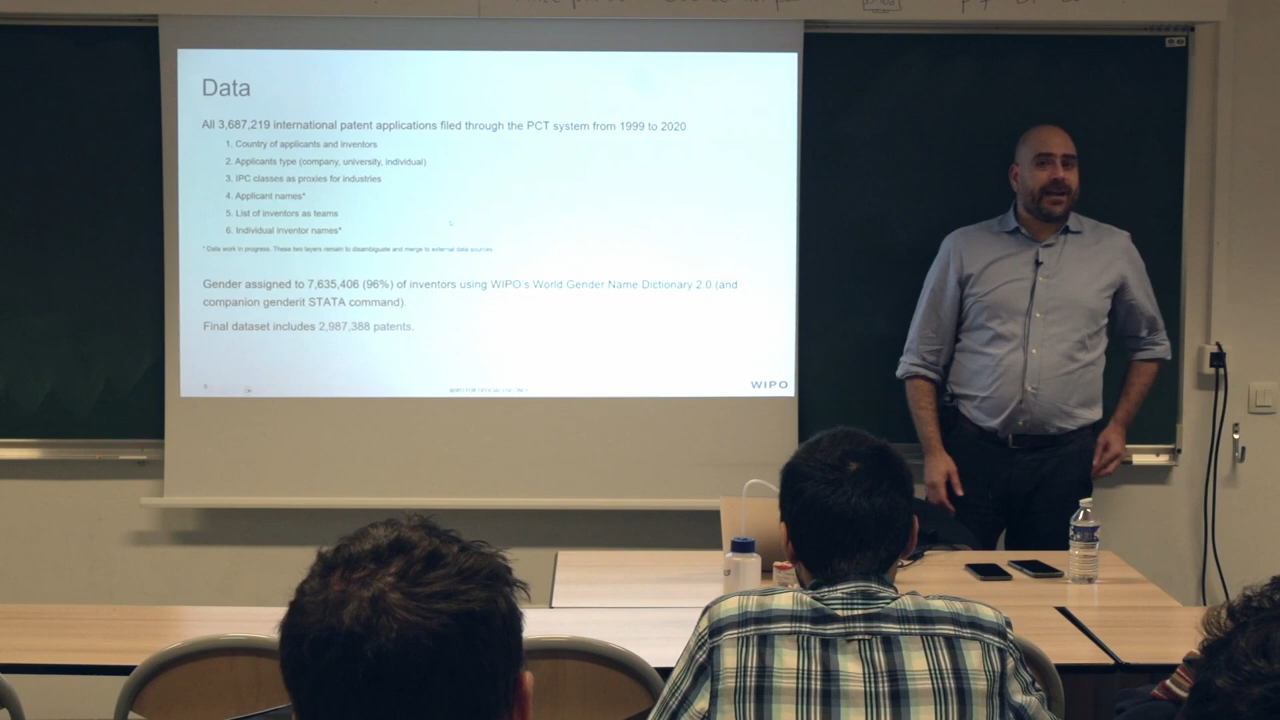 Data
All 3,687,219 international patent applications filed through the PCT system from 1999 to 2020
1. Country of applicants and inventors
2. Applicants type (company, university, individual)
3. IPC classes as proxies for industries
4. Applicant names*
5. List of inventors as teams
6. Individual inventor names*
* Data work in progress. These two layers remain to disambiguate and merge to external data sources.
Gender assigned to 7,635,406 (96%) of inventors using WIPO's World Gender Name Dictionary 2.0 (and
companion genderit STATA command).
Final dataset includes 2,987,388 patents.
WIPO FOR OFFICIAL USE ONLY
WIPO